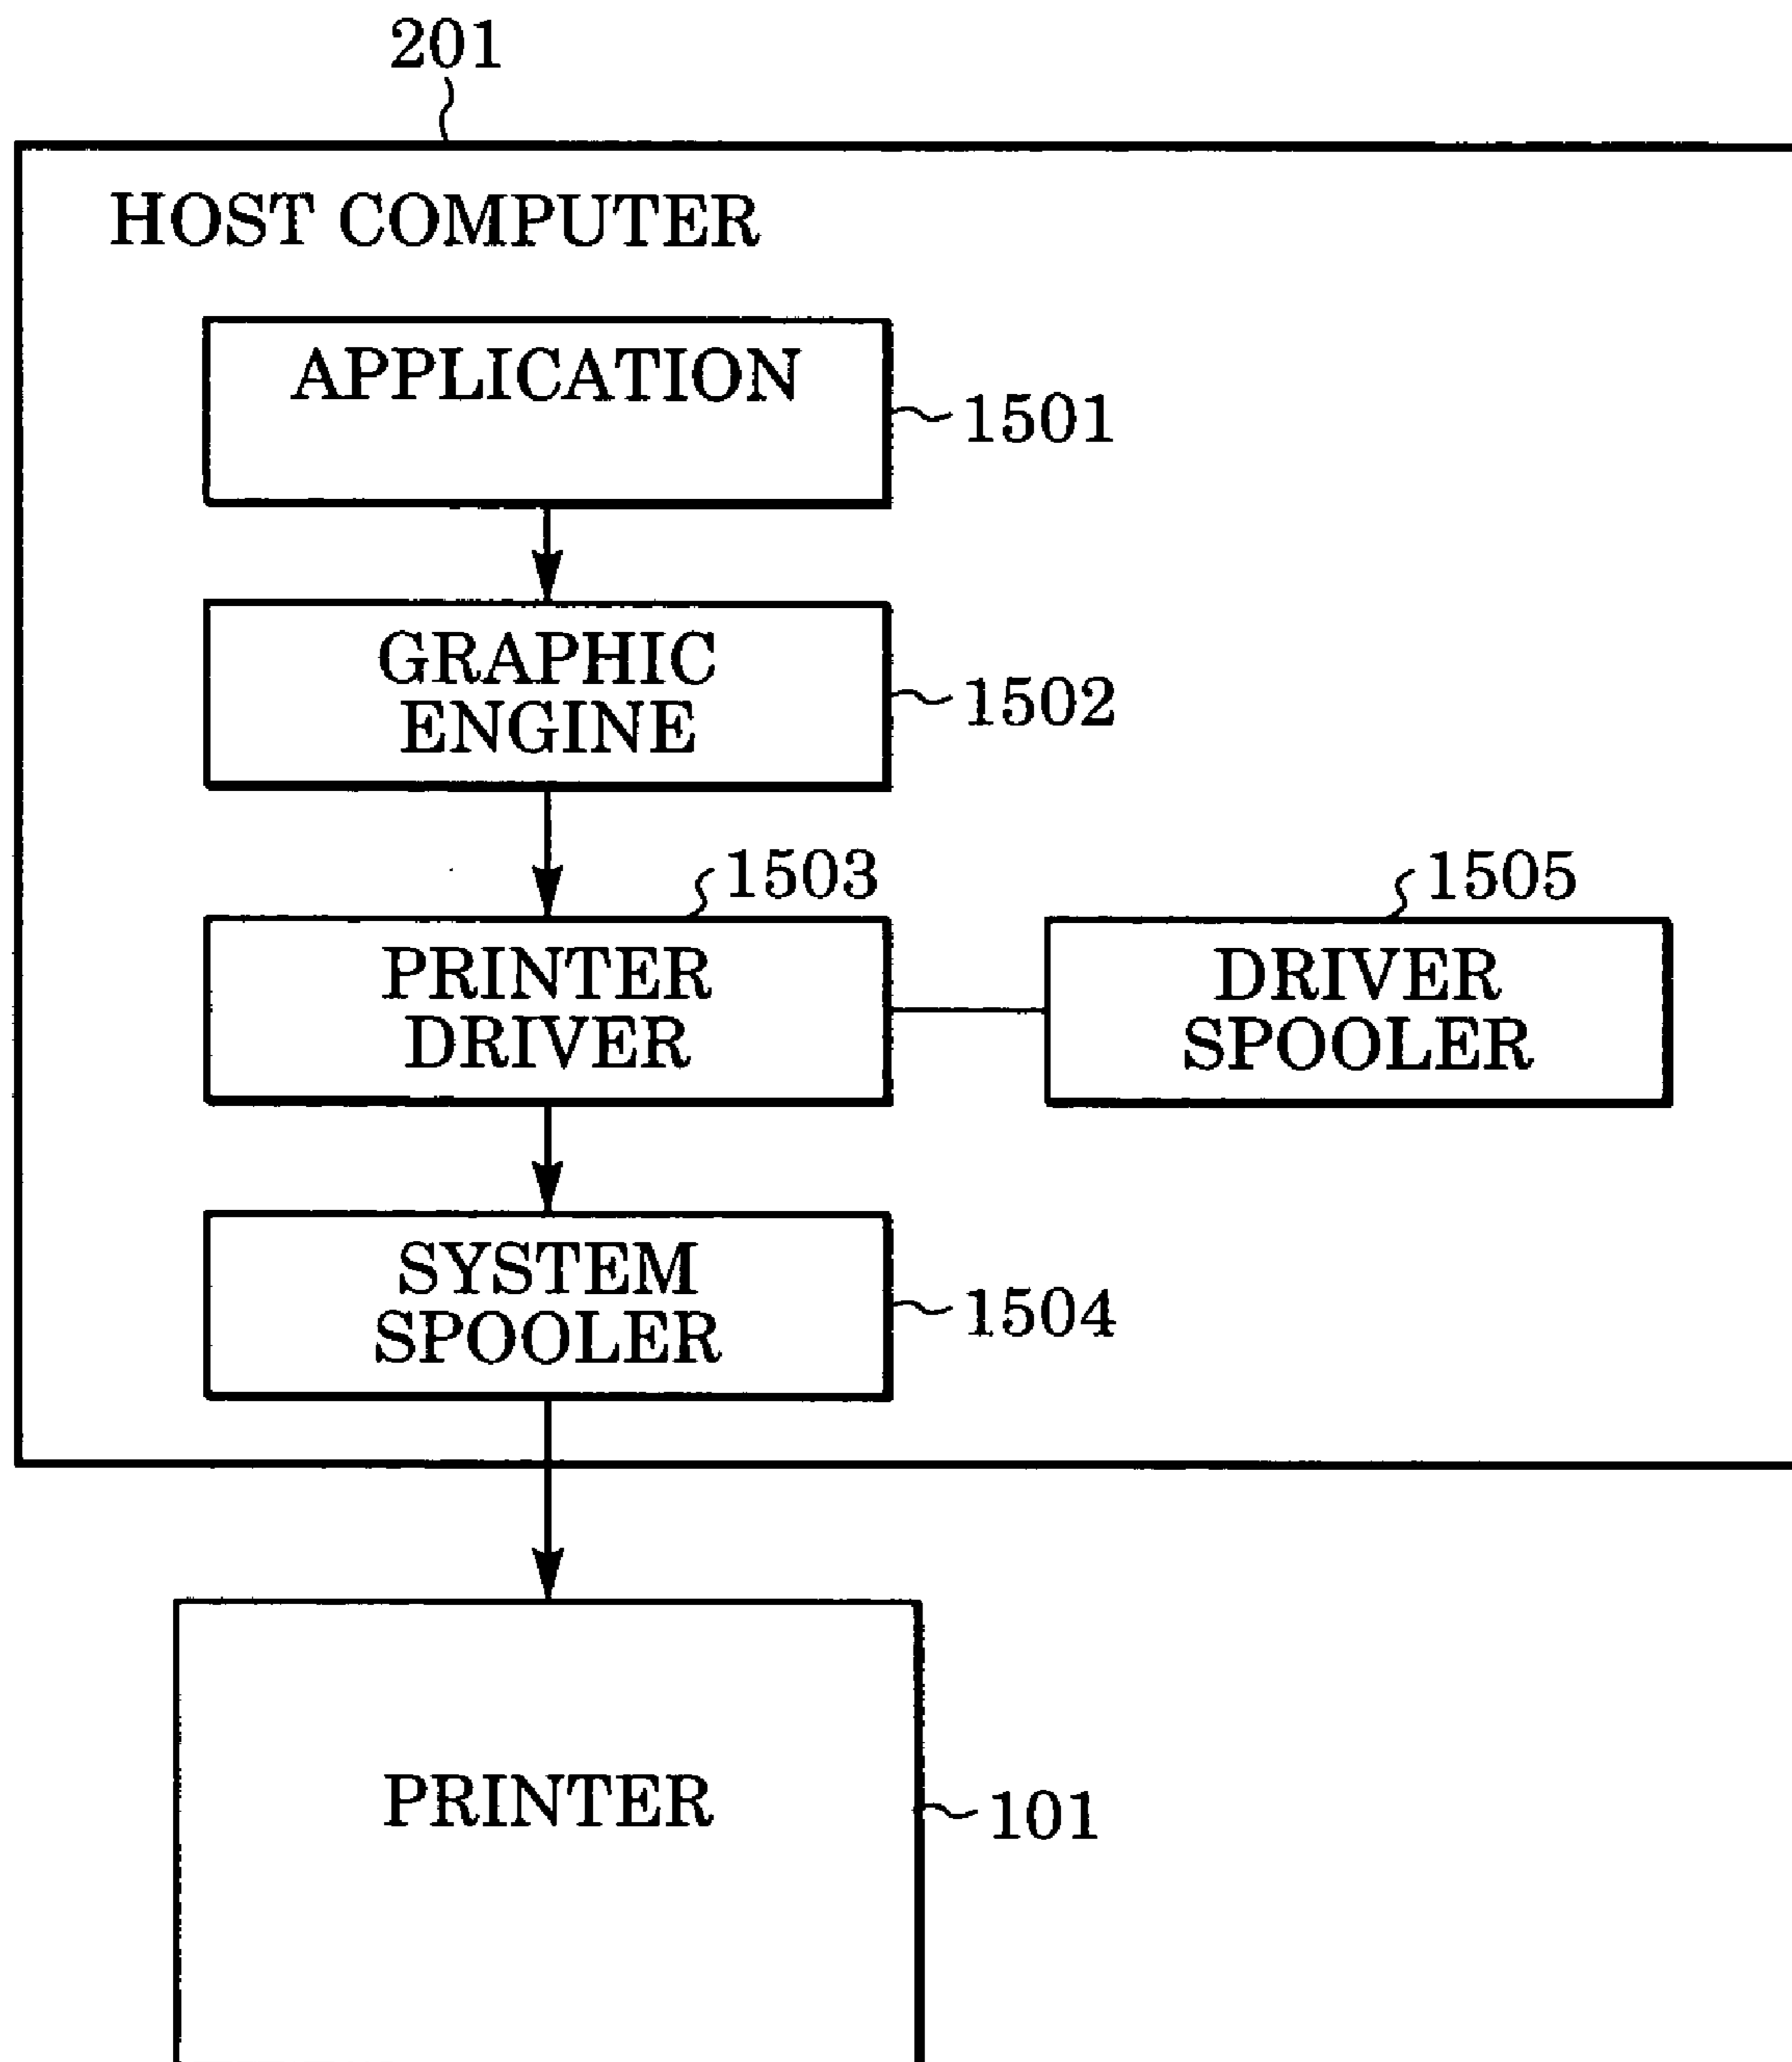 201
HOST COMPUTER
APPLICATION
1501
GRAPHIC
ENGINE
1502
1503
PRINTER
DRIVER
1505
DRIVER
SPOOLER
SYSTEM
SPOOLER
1504
PRINTER
101